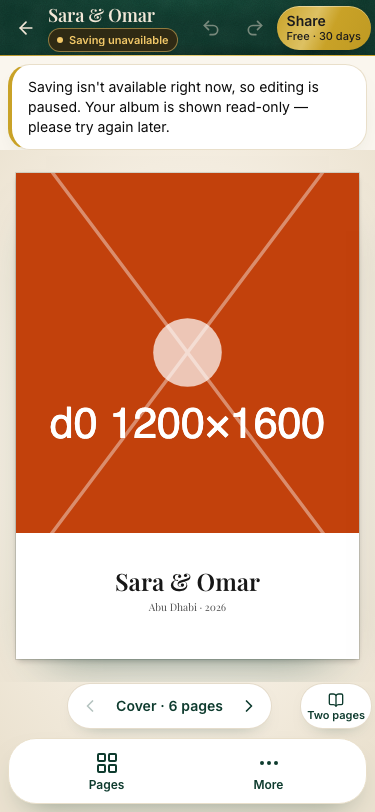 Sara & Omar
Saving unavailable
Share
Free · 30 days
Saving isn't available right now, so editing is
paused. Your album is shown read-only —
please try again later.
d0 1200×1600
Sara & Omar
Abu Dhabi · 2026
Cover · 6 pages
Two pages
Pages
More